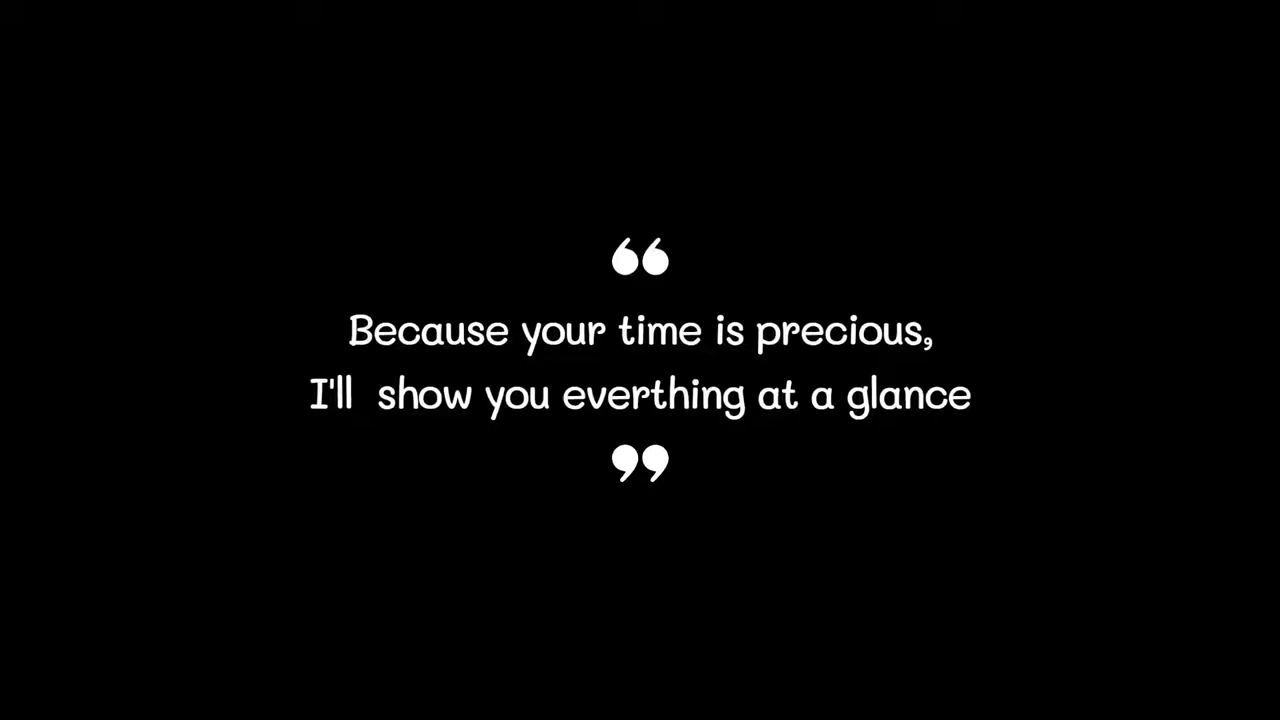 “
Because your time is precious,
I'll  show you everthing at a glance
”